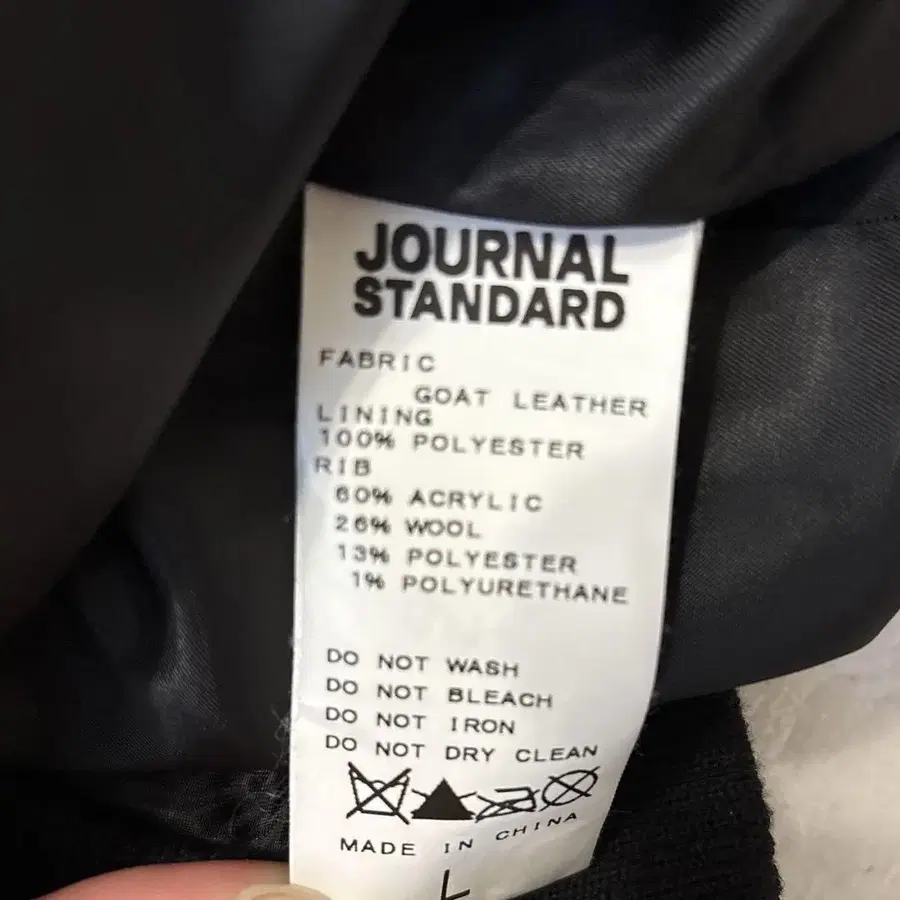 JOURNAL
STANDARD
FABRIC
GOAT LEATHER
LINING
100% POLYESTER
RIB
60% ACRYLIC
26% WOOL
13% POLYESTER
1% POLYURETHANE
DO NOT WASH
DO NOT BLEACH
DO NOT IRON
DO NOT DRY CLEAN
MADE IN CHINA
L